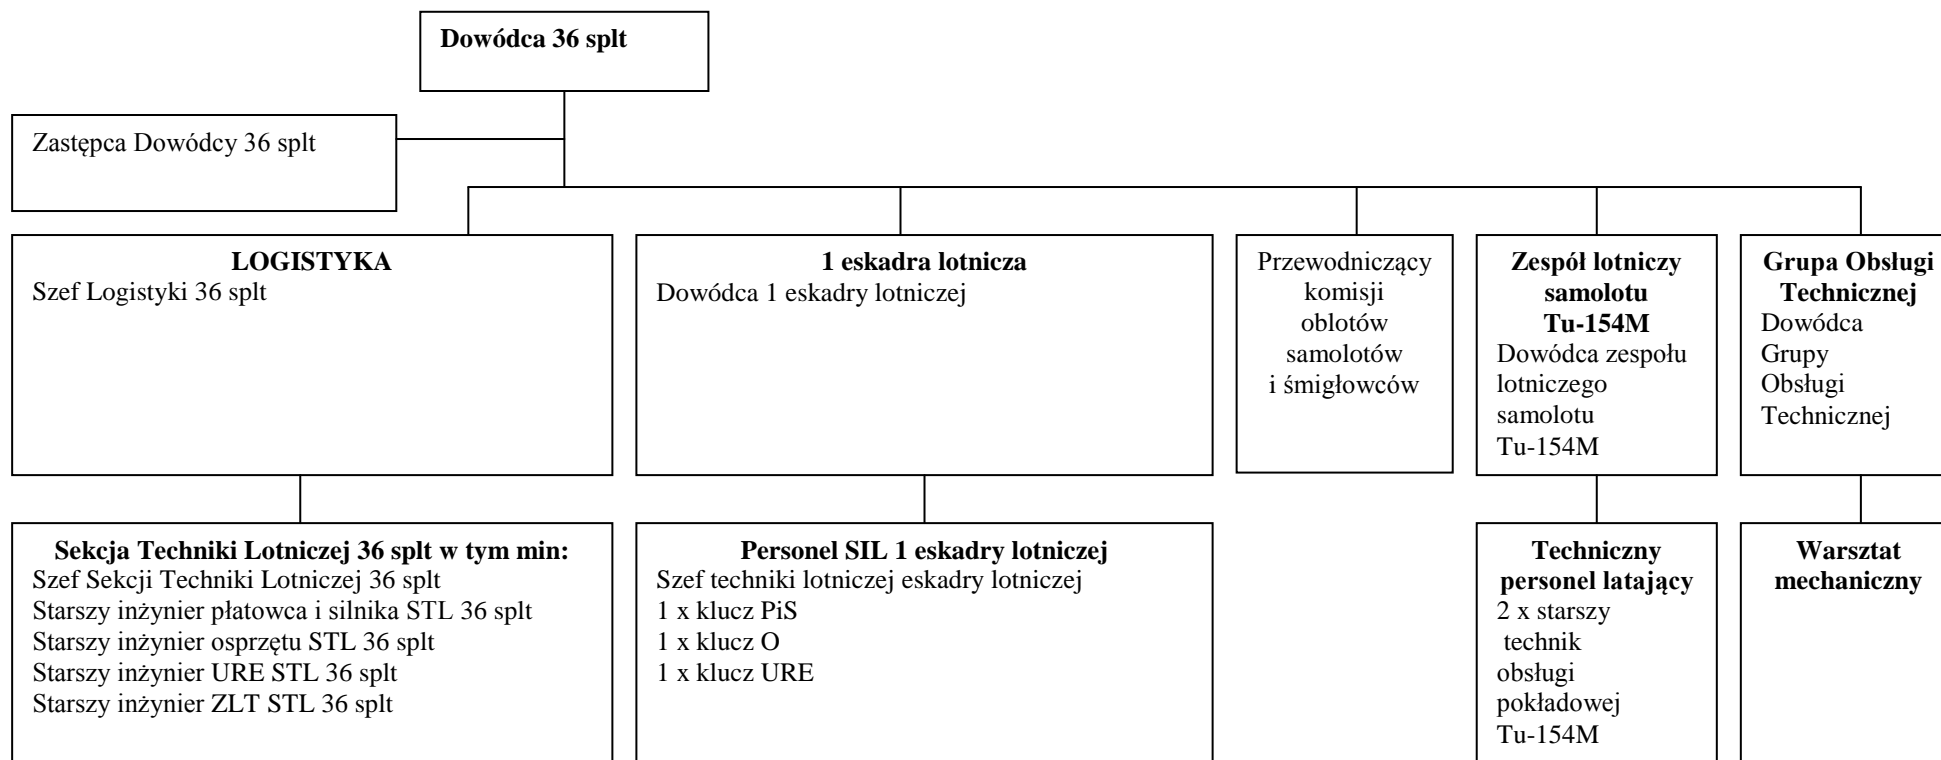 Dowódca 36 splt
Zastępca Dowódcy 36 splt
LOGISTYKA
Szef Logistyki 36 splt
1 eskadra lotnicza
Dowódca 1 eskadry lotniczej
Przewodniczący
komisji
oblotów
samolotów
i śmigłowców
Zespół lotniczy
samolotu
Tu-154M
Dowódca zespołu
lotniczego
samolotu
Tu-154M
Grupa Obsługi
Technicznej
Dowódca
Grupy
Obsługi
Technicznej
Sekcja Techniki Lotniczej 36 splt w tym min:
Szef Sekcji Techniki Lotniczej 36 splt
Starszy inżynier płatowca i silnika STL 36 splt
Starszy inżynier osprzętu STL 36 splt
Starszy inżynier URE STL 36 splt
Starszy inżynier ZLT STL 36 splt
Personel SIL 1 eskadry lotniczej
Szef techniki lotniczej eskadry lotniczej
1 x klucz PiS
1 x klucz O
1 x klucz URE
Techniczny
personel latający
2 x starszy
technik
obsługi
pokładowej
Tu-154M
Warsztat
mechaniczny